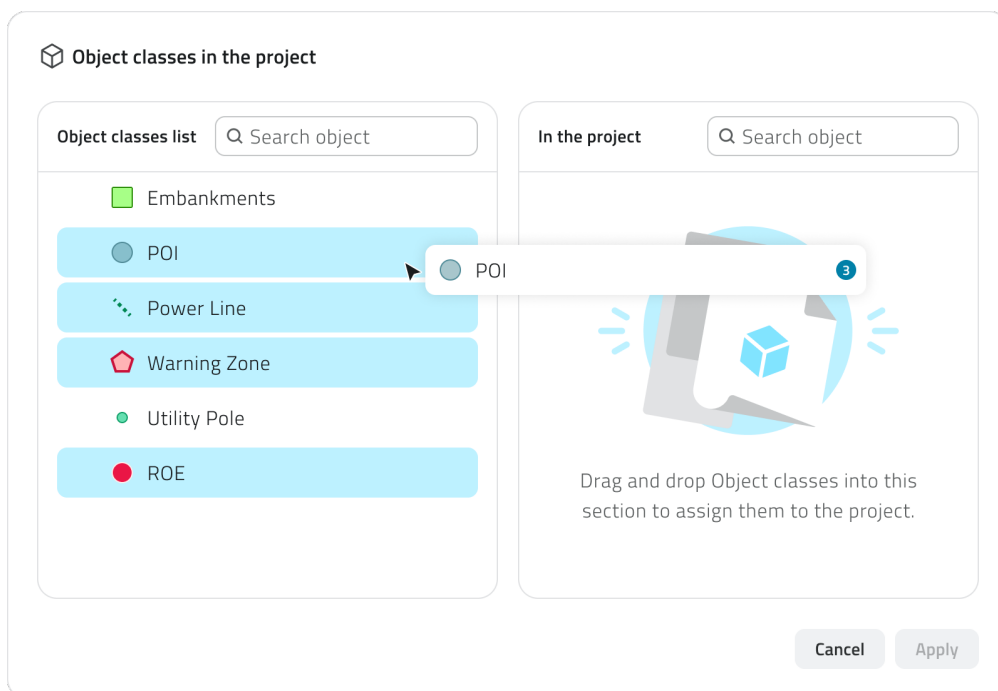 Object classes in the project
Object classes list
Search object
In the project
Search object
Embankments
POI
POI
3
Power Line
Warning Zone
Utility Pole
ROE
Drag and drop Object classes into this
section to assign them to the project.
Cancel
Apply